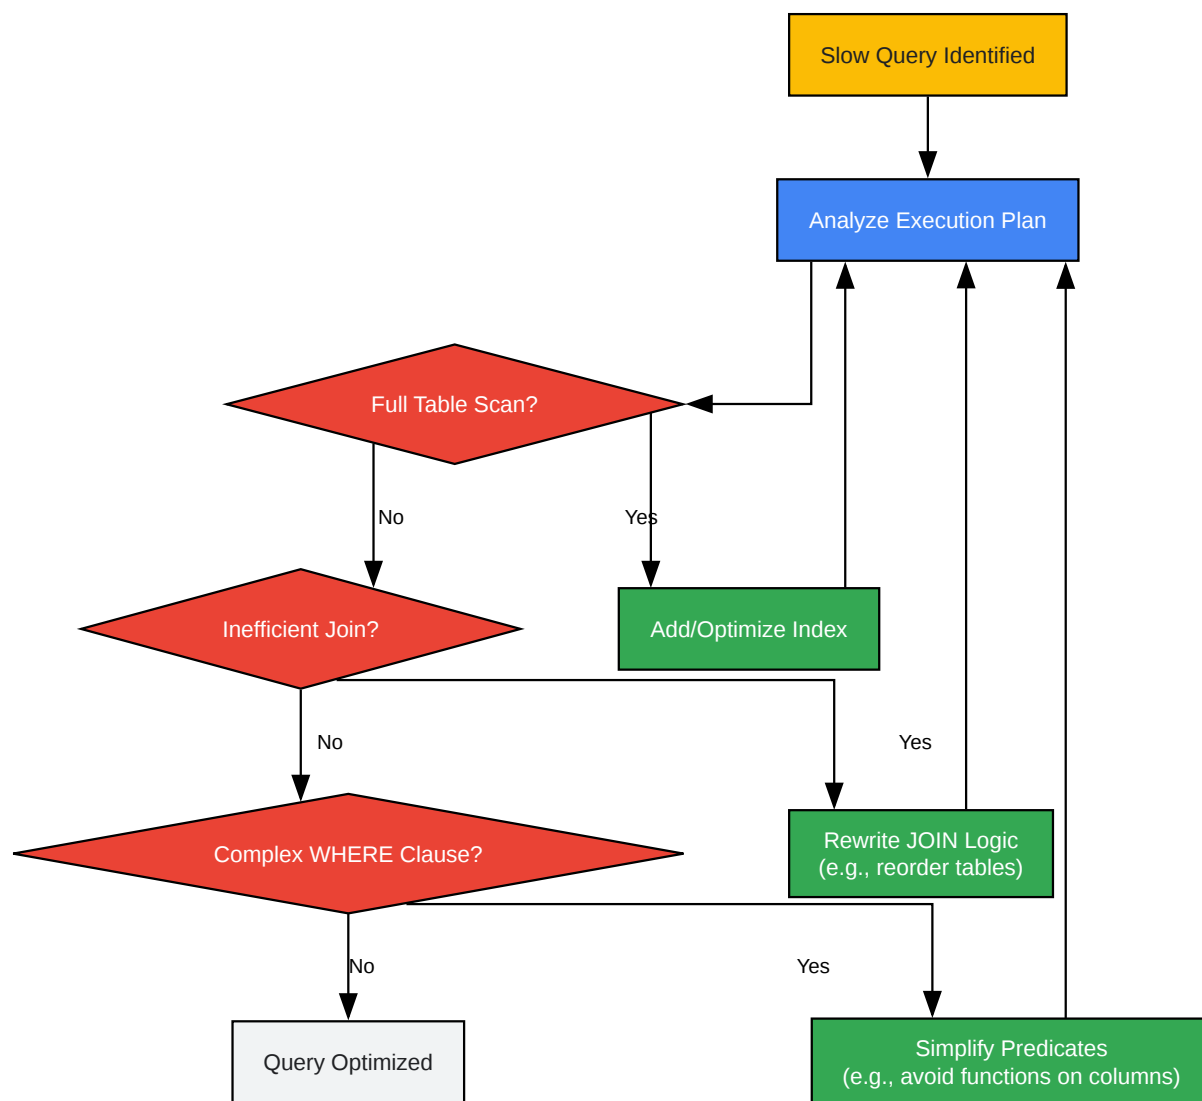 Slow Query Identified
Analyze Execution Plan
Full Table Scan?
No
Yes
Inefficient Join?
Add/Optimize Index
No
Yes
Complex WHERE Clause?
Rewrite JOIN Logic
(e.g., reorder tables)
No
Yes
Query Optimized
Simplify Predicates
(e.g., avoid functions on columns)